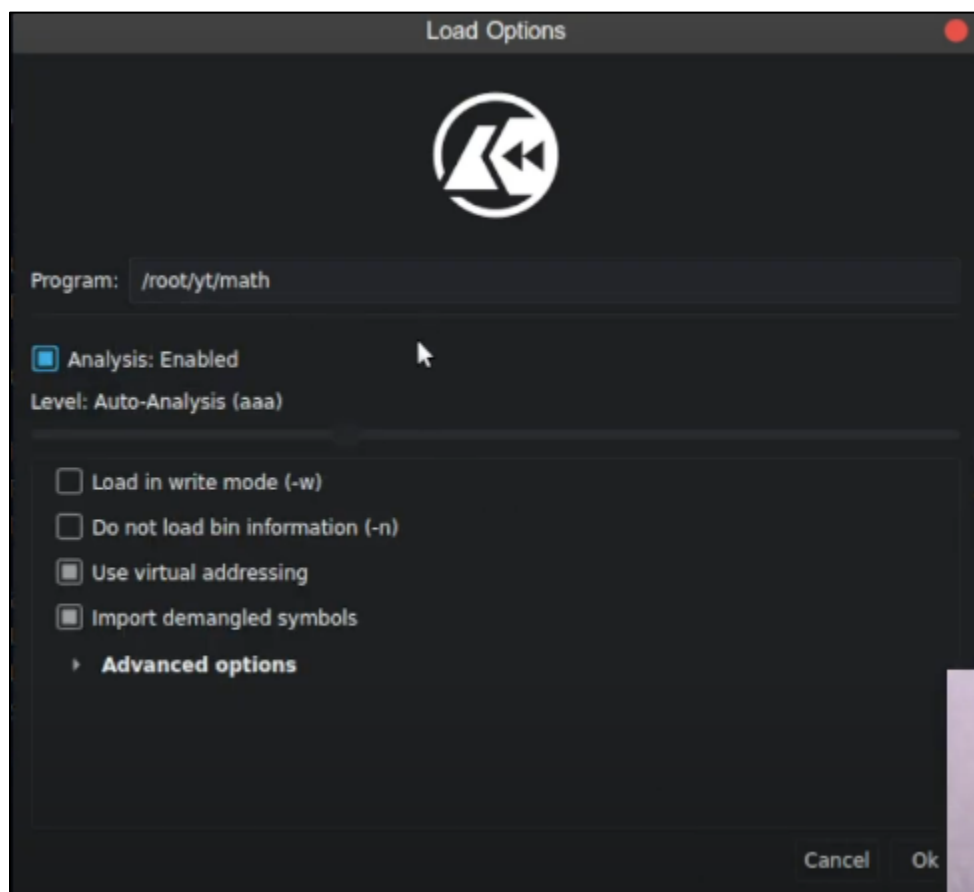 Load Options
Program: /root/yt/math
Analysis: Enabled
Level: Auto-Analysis (aaa)
Load in write mode (-w)
Do not load bin information (-n)
Use virtual addressing
Import demangled symbols
Advanced options
Cancel Ok